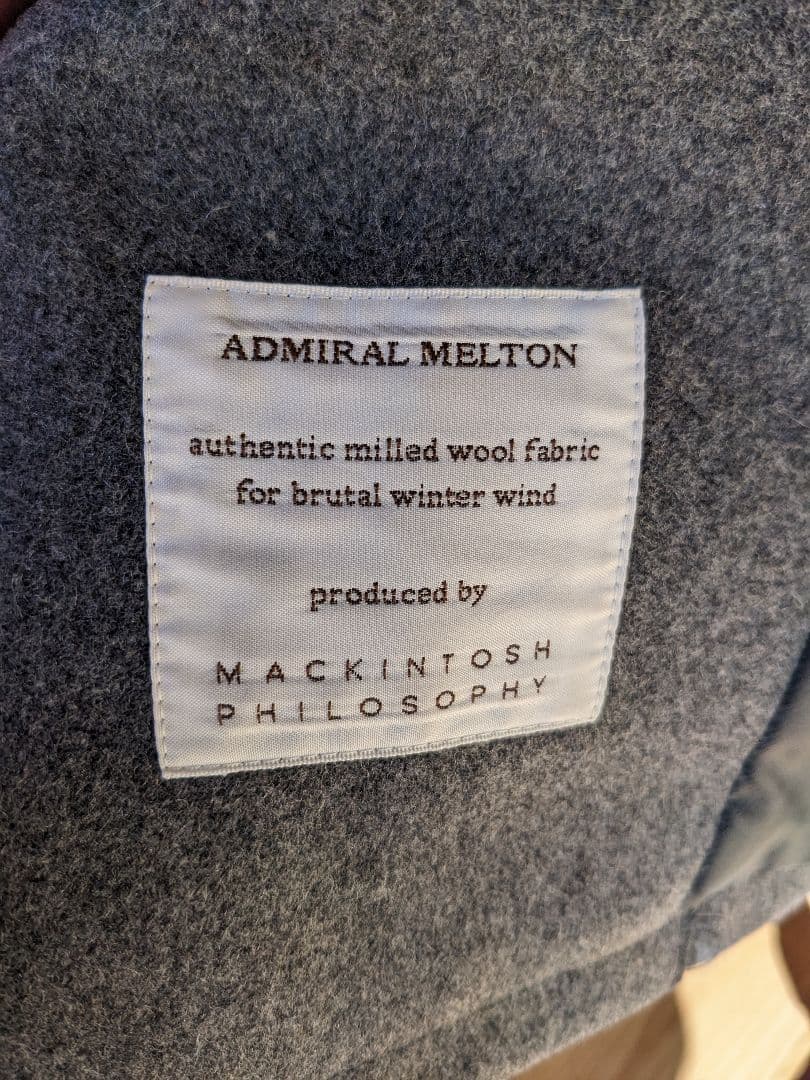 ADMIRAL MELTON
authentic milled wool fabric
for brutal winter wind
produced by
MACKINTOSH
PHILOSOPHY